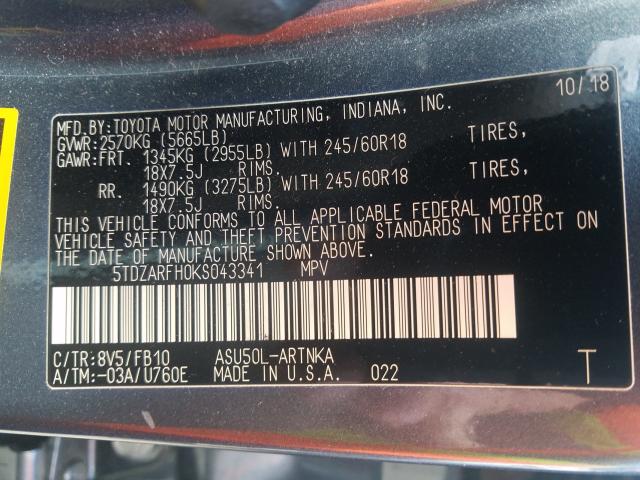 10/18
MFD.BY:TOYOTA MOTOR MANUFACTURING, INDIANA, INC.
GVWR:2570KG (5665LB)
GAWR:FRT. 1345KG (2955LB) WITH 245/60R18 TIRES,
18X7.5J RIMS.
RR. 1490KG (3275LB) WITH 245/60R18 TIRES,
18X7.5J RIMS.
THIS VEHICLE CONFORMS TO ALL APPLICABLE FEDERAL MOTOR
VEHICLE SAFETY AND THEFT PREVENTION STANDARDS IN EFFECT ON
THE DATE OF MANUFACTURE SHOWN ABOVE.
5TDZARFH0KS043341 MPV
C/TR:8V5/FB10 ASU50L-ARTNKA
A/TM:-03A/U760E MADE IN U.S.A. 022 T